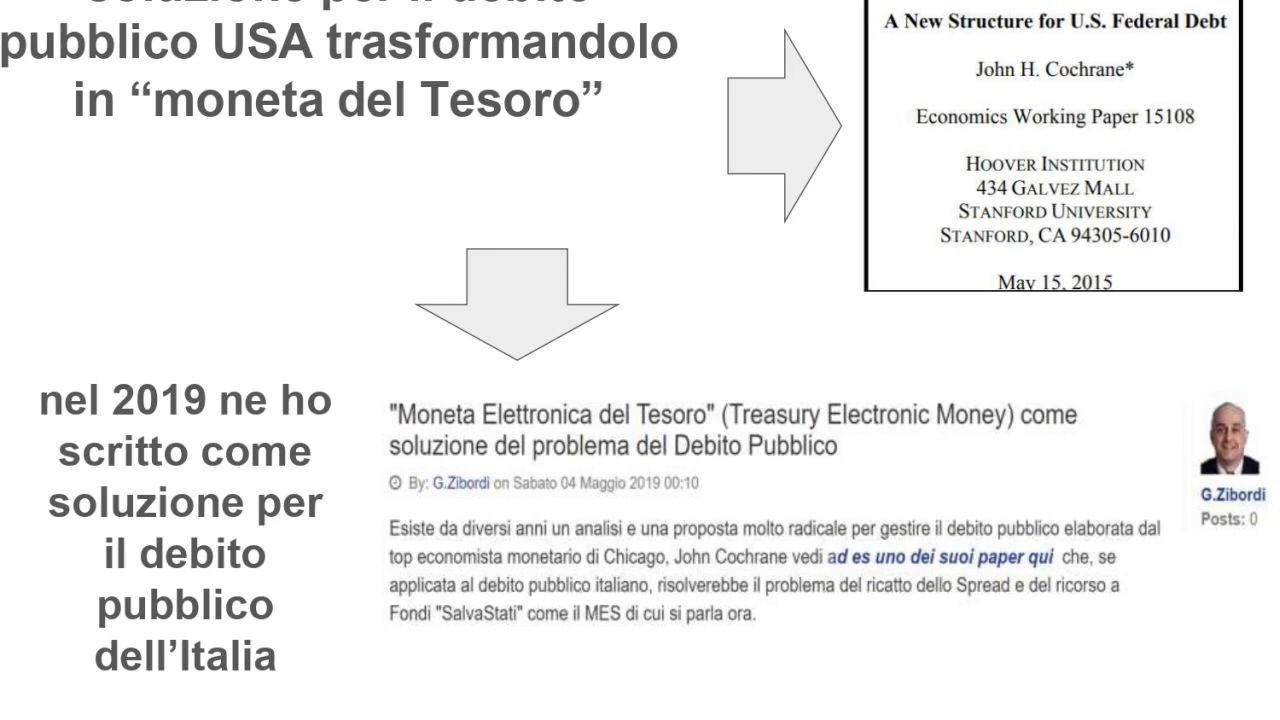 soluzione per il debito
pubblico USA trasformandolo
in “moneta del Tesoro”
A New Structure for U.S. Federal Debt
John H. Cochrane*
Economics Working Paper 15108
HOOVER INSTITUTION
434 GALVEZ MALL
STANFORD UNIVERSITY
STANFORD, CA 94305-6010
May 15, 2015
nel 2019 ne ho
scritto come
soluzione per
il debito
pubblico
dell’Italia
"Moneta Elettronica del Tesoro" (Treasury Electronic Money) come
soluzione del problema del Debito Pubblico
By: G.Zibordi on Sabato 04 Maggio 2019 00:10
Esiste da diversi anni un analisi e una proposta molto radicale per gestire il debito pubblico elaborata dal
top economista monetario di Chicago, John Cochrane vedi ad es uno dei suoi paper qui che, se
applicata al debito pubblico italiano, risolverebbe il problema del ricatto dello Spread e del ricorso a
Fondi "SalvaStati" come il MES di cui si parla ora.
G.Zibordi
Posts: 0